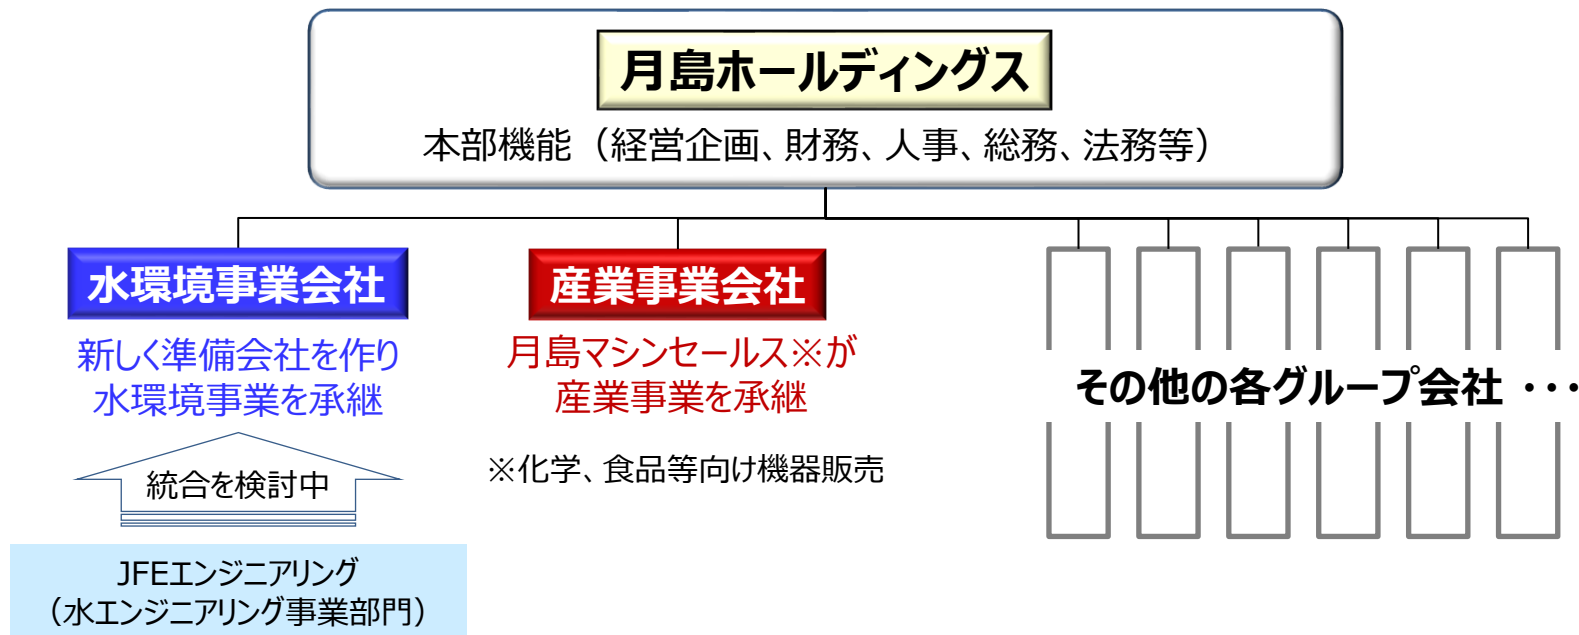 月島ホールディングス
本部機能（経営企画、財務、人事、総務、法務等）
水環境事業会社
新しく準備会社を作り
水環境事業を承継
統合を検討中
JFEエンジニアリング
（水エンジニアリング事業部門）
産業事業会社
月島マシンセールス※が
産業事業を承継
※化学、食品等向け機器販売
その他の各グループ会社 ･･･